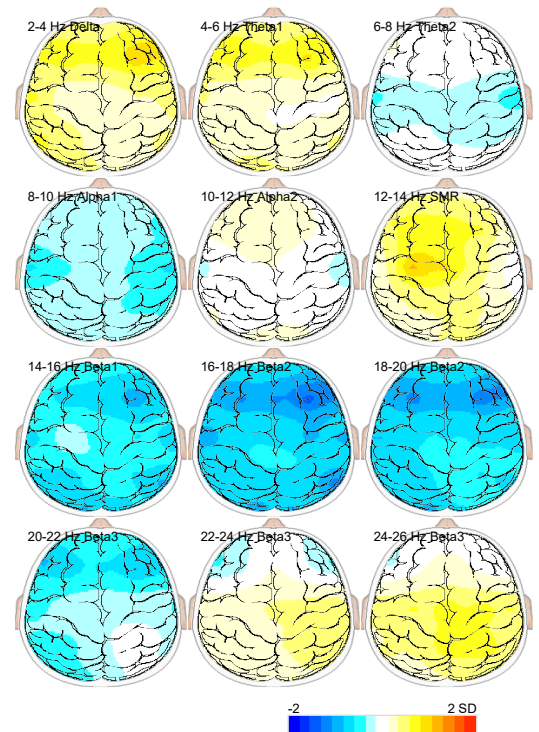 2-4 Hz Delta
4-6 Hz Theta1
6-8 Hz Theta2
8-10 Hz Alpha1
10-12 Hz Alpha2
12-14 Hz SMR
14-16 Hz Beta1
16-18 Hz Beta2
18-20 Hz Beta2
20-22 Hz Beta3
22-24 Hz Beta3
24-26 Hz Beta3
-2 2 SD